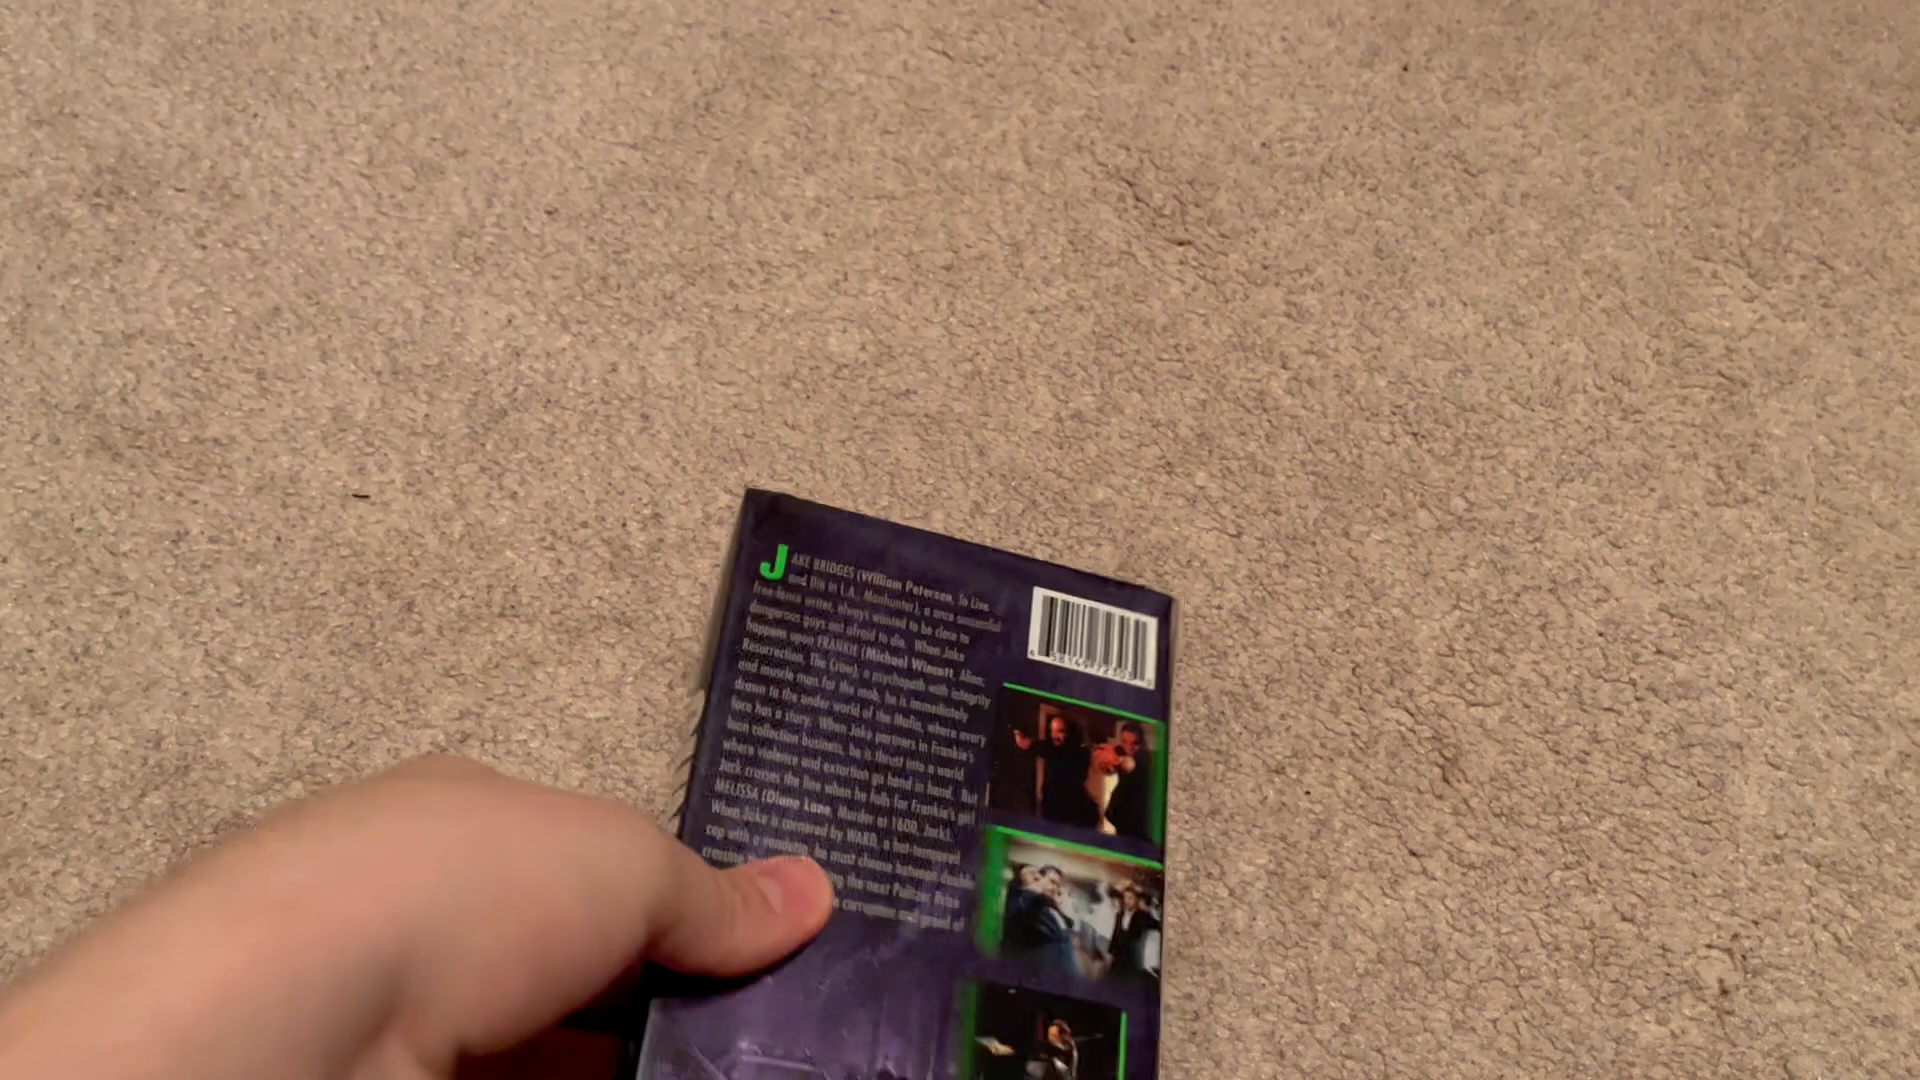 JAKE BRIDGES (William Petersen, To Live
and Die in L.A., Manhunter), a once successful
free-lance writer, always wanted to be close to
dangerous guys not afraid to die. When Jake
happens upon FRANKIE (Michael Wincott, Alien:
Resurrection, The Crow), a psychopath with integrity
and muscle man for the mob, he is immediately
drawn to the under world of the Mafia, where every
face has a story. When Jake partners in Frankie's
loan collection business, he is thrust into a world
where violence and extortion go hand in hand. But
Jack crosses the line when he falls for Frankie's girl
MELISSA (Diane Lane, Murder at 1600, Jack).
When Jake is cornered by WARD, a hot-tempered
cop with a vendetta, he must choose between double
crossing
the next Pulitzer Prize
corruption and greed of